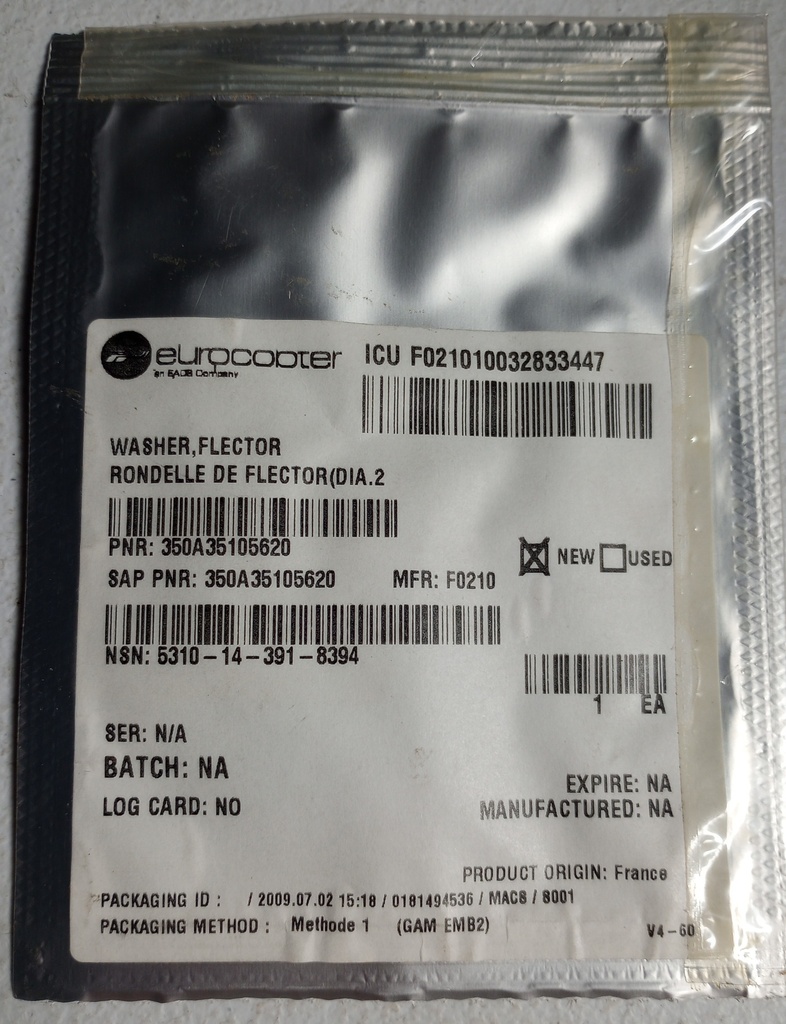 eurocopter
an EADS Company
ICU F021010032833447
WASHER,FLECTOR
RONDELLE DE FLECTOR(DIA.2
PNR: 350A35105620
NEW USED
SAP PNR: 350A35105620 MFR: F0210
NSN: 5310-14-391-8394
1 EA
SER: N/A
BATCH: NA
EXPIRE: NA
LOG CARD: NO
MANUFACTURED: NA
PRODUCT ORIGIN: France
PACKAGING ID : / 2009.07.02 15:18 / 0181494536 / MAC8 / 8001
PACKAGING METHOD : Methode 1 (GAM EMB2)
V4-60